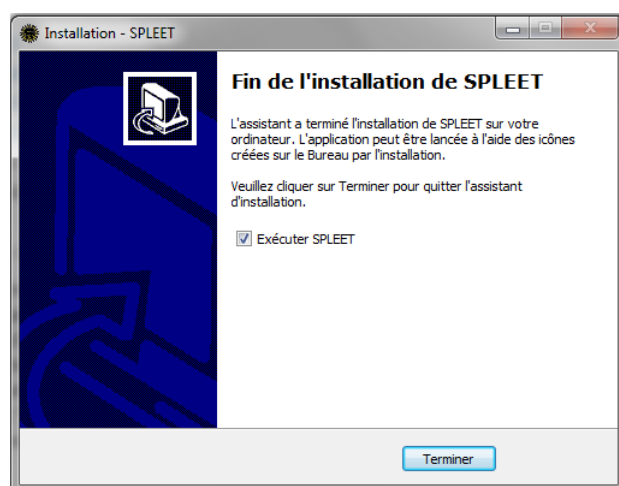 Installation - SPLEET
Fin de l'installation de SPLEET
L'assistant a terminé l'installation de SPLEET sur votre
ordinateur. L'application peut être lancée à l'aide des icônes
créées sur le Bureau par l'installation.
Veuillez cliquer sur Terminer pour quitter l'assistant
d'installation.
Exécuter SPLEET
Terminer